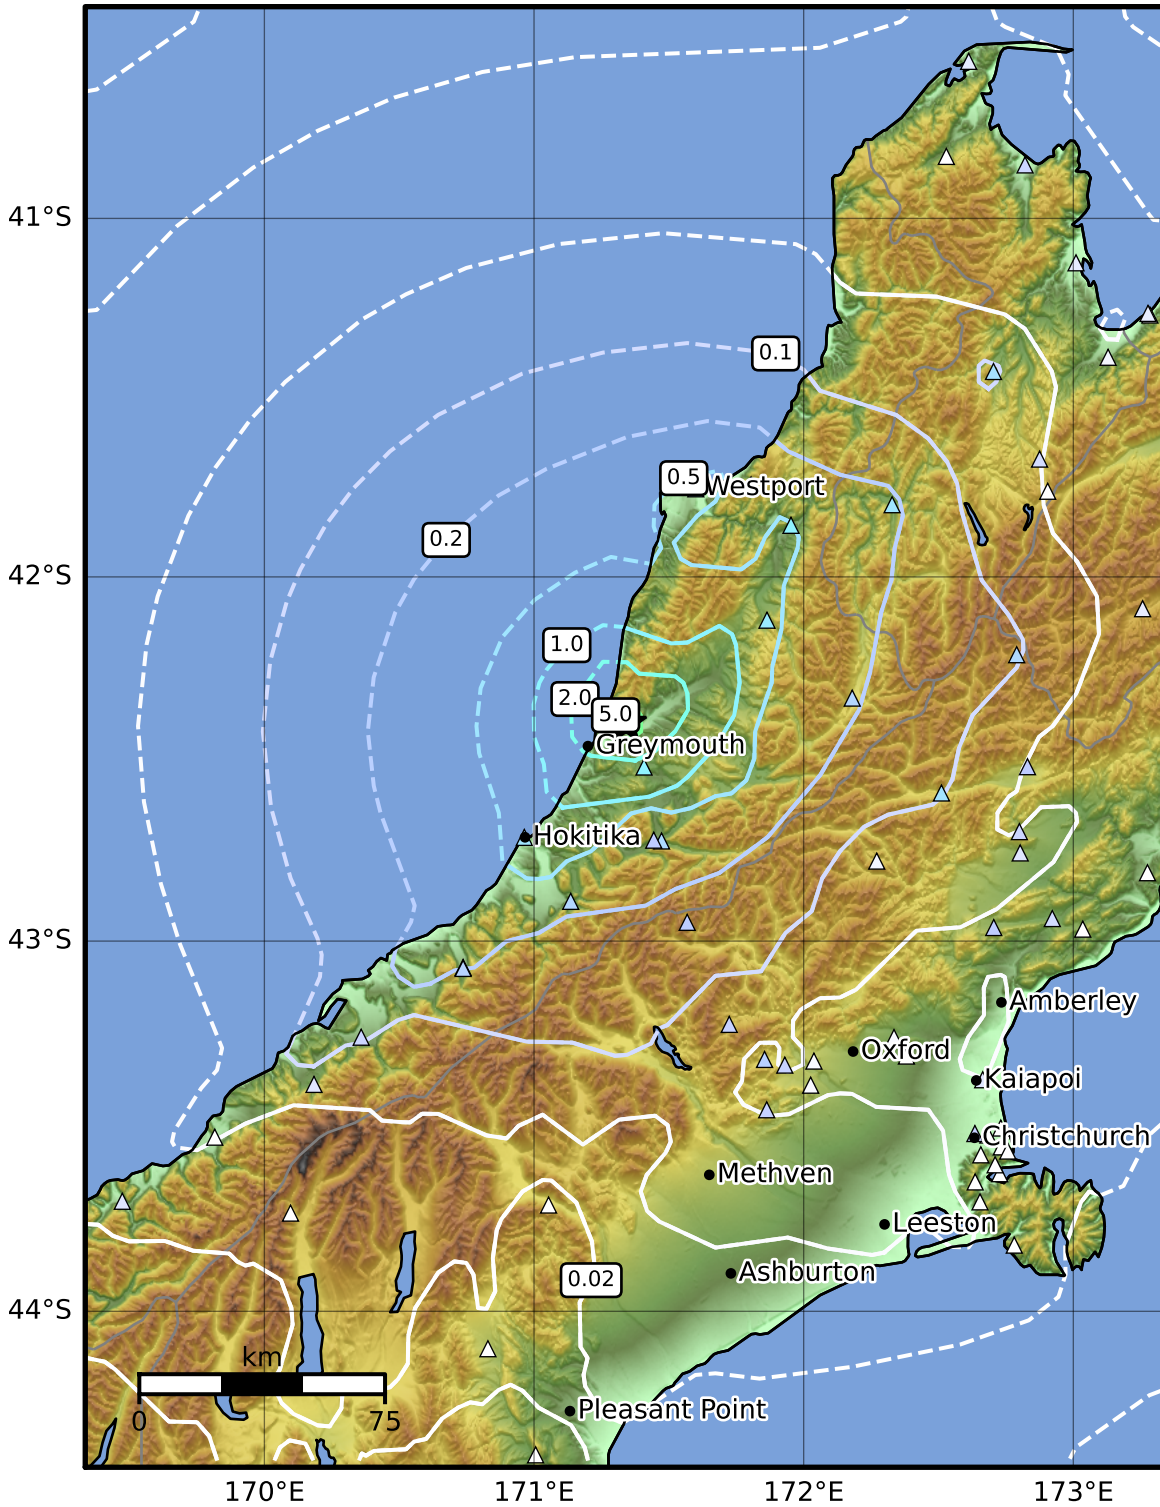 0.1
41°S
0.5
Westport
0.2
42°S
1.0
2.0
5.0
Greymouth
Hokitika
43°S
Amberley
Oxford
Kaiapoi
Christchurch
Methven
Leeston
Ashburton
0.02
44°S
km
0
75
Pleasant Point
170°E
171°E
172°E
173°E